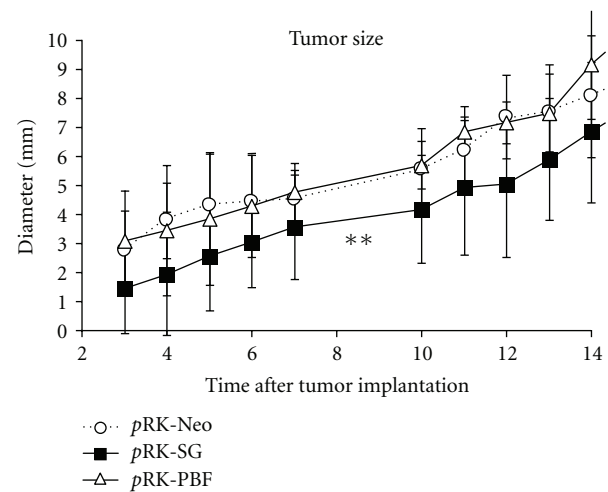 Tumor size
10
9
8
7
6
5
4
3
2
1
0
Diameter (mm)
**
2 4 6 8 10 12 14
Time after tumor implantation
pRK-Neo
pRK-SG
pRK-PBF